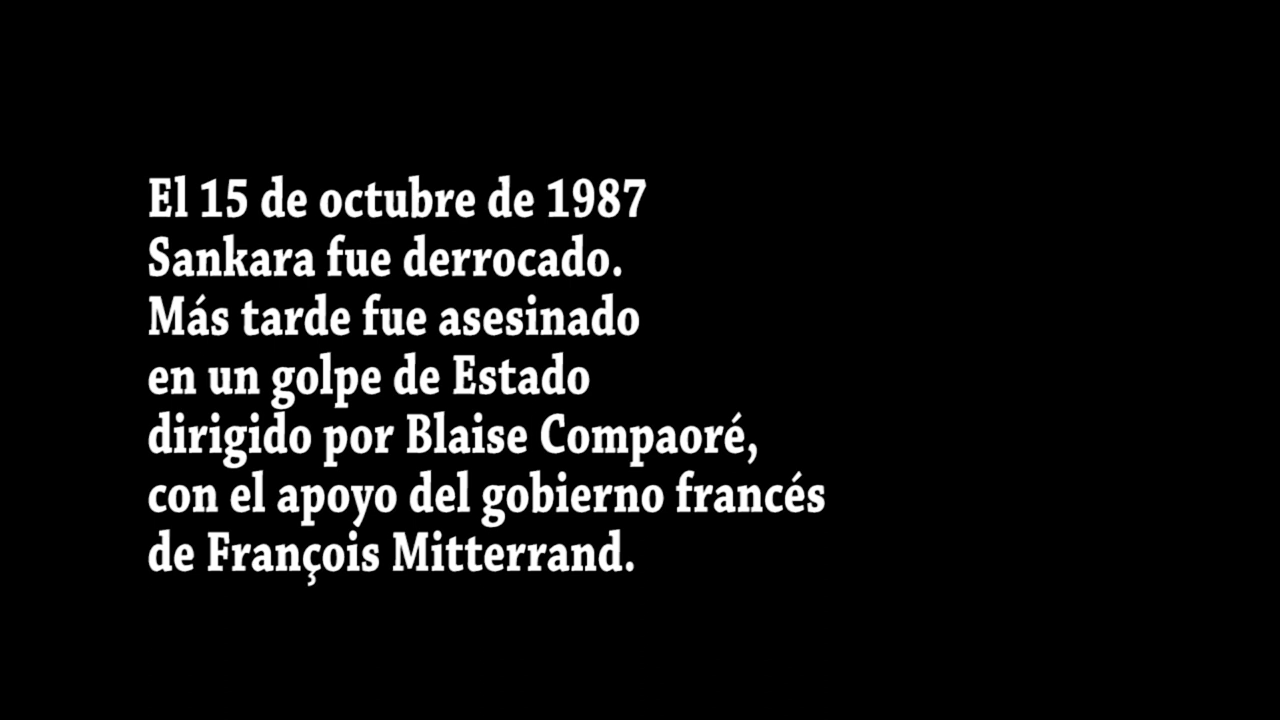 El 15 de octubre de 1987
Sankara fue derrocado.
Más tarde fue asesinado
en un golpe de Estado
dirigido por Blaise Compaoré,
con el apoyo del gobierno francés
de François Mitterrand.